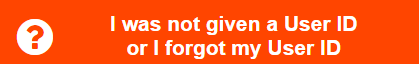 I was not given a User ID
or I forgot my User ID